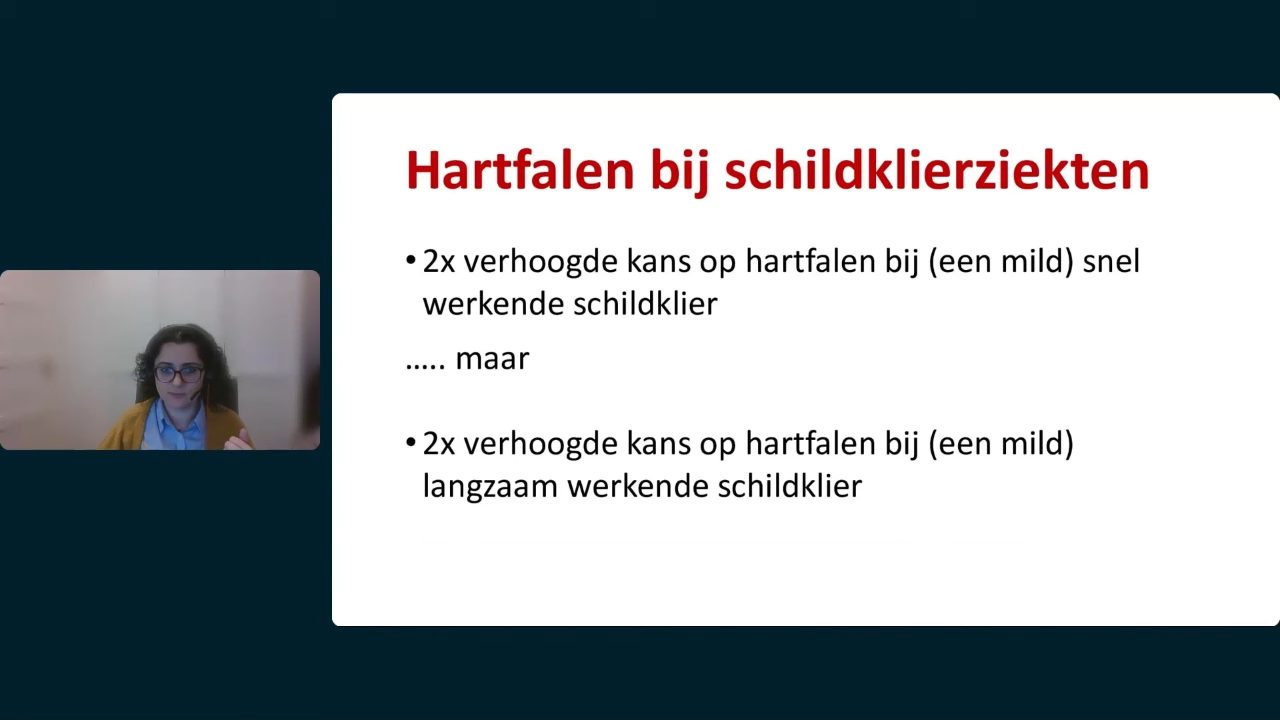 Hartfalen bij schildklierziekten
• 2x verhoogde kans op hartfalen bij (een mild) snel
werkende schildklier
….. maar
• 2x verhoogde kans op hartfalen bij (een mild)
langzaam werkende schildklier